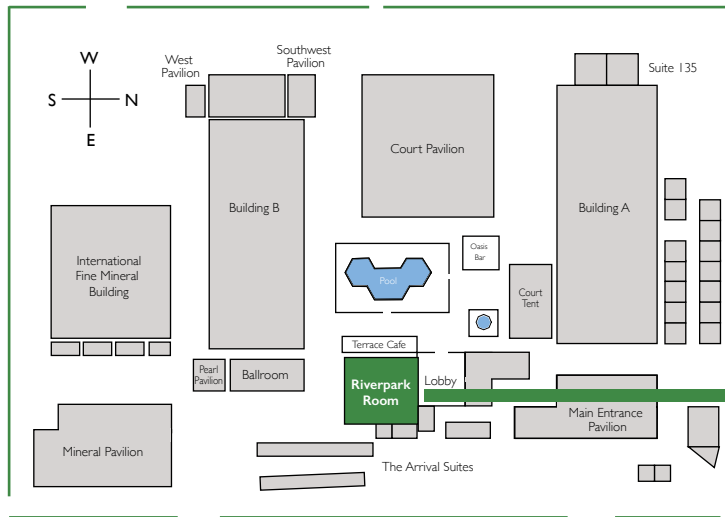 W
S
N
E
West
Pavilion
Southwest
Pavilion
Suite 135
Court Pavilion
Building B
Building A
International
Fine Mineral
Building
Oasis
Bar
Pool
Court
Tent
Terrace Cafe
Pearl
Pavilion
Ballroom
Riverpark
Room
Lobby
Main Entrance
Pavilion
Mineral Pavilion
The Arrival Suites